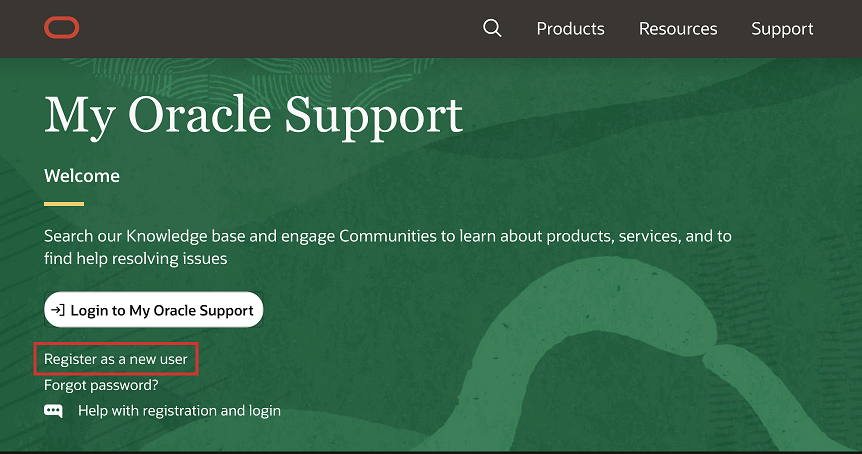 Products
Resources
Support
My Oracle Support
Welcome
Search our Knowledge base and engage Communities to learn about products, services, and to
find help resolving issues
Login to My Oracle Support
Register as a new user
Forgot password?
Help with registration and login